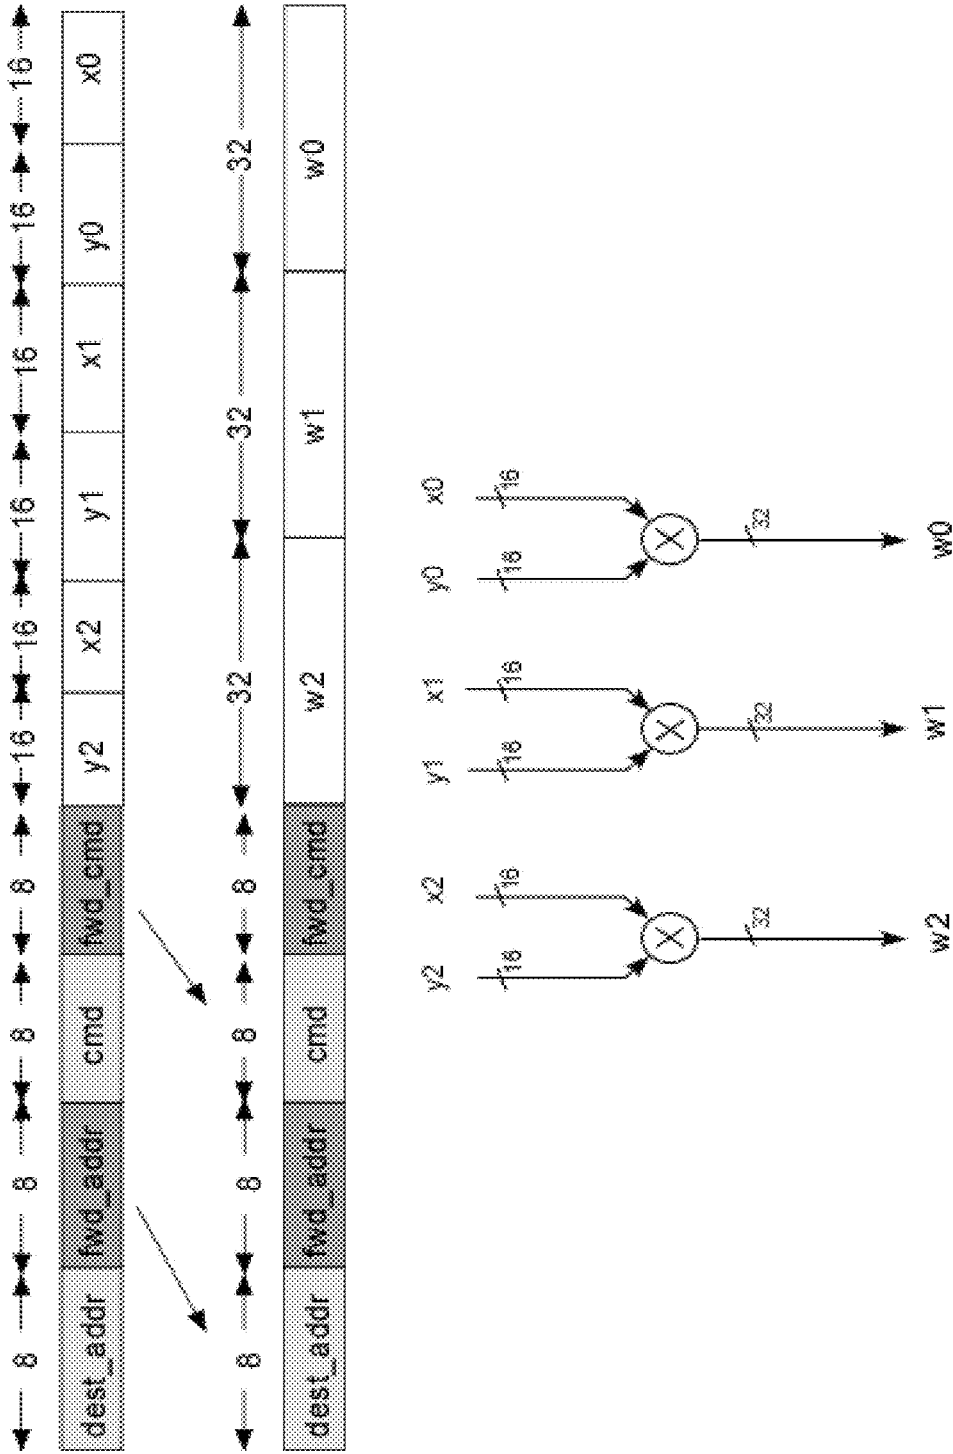 8 8 8 8 16 16 16 16 16 16
dest_addr fwd_addr cmd fwd_cmd y2 x2 y1 x1 y0 x0
8 8 8 8 32 32 32
dest_addr fwd_addr cmd fwd_cmd w2 w1 w0
y2 x2 y1 x1 y0 x0
16 16 16 16 16 16
X X X
32 32 32
w2 w1 w0